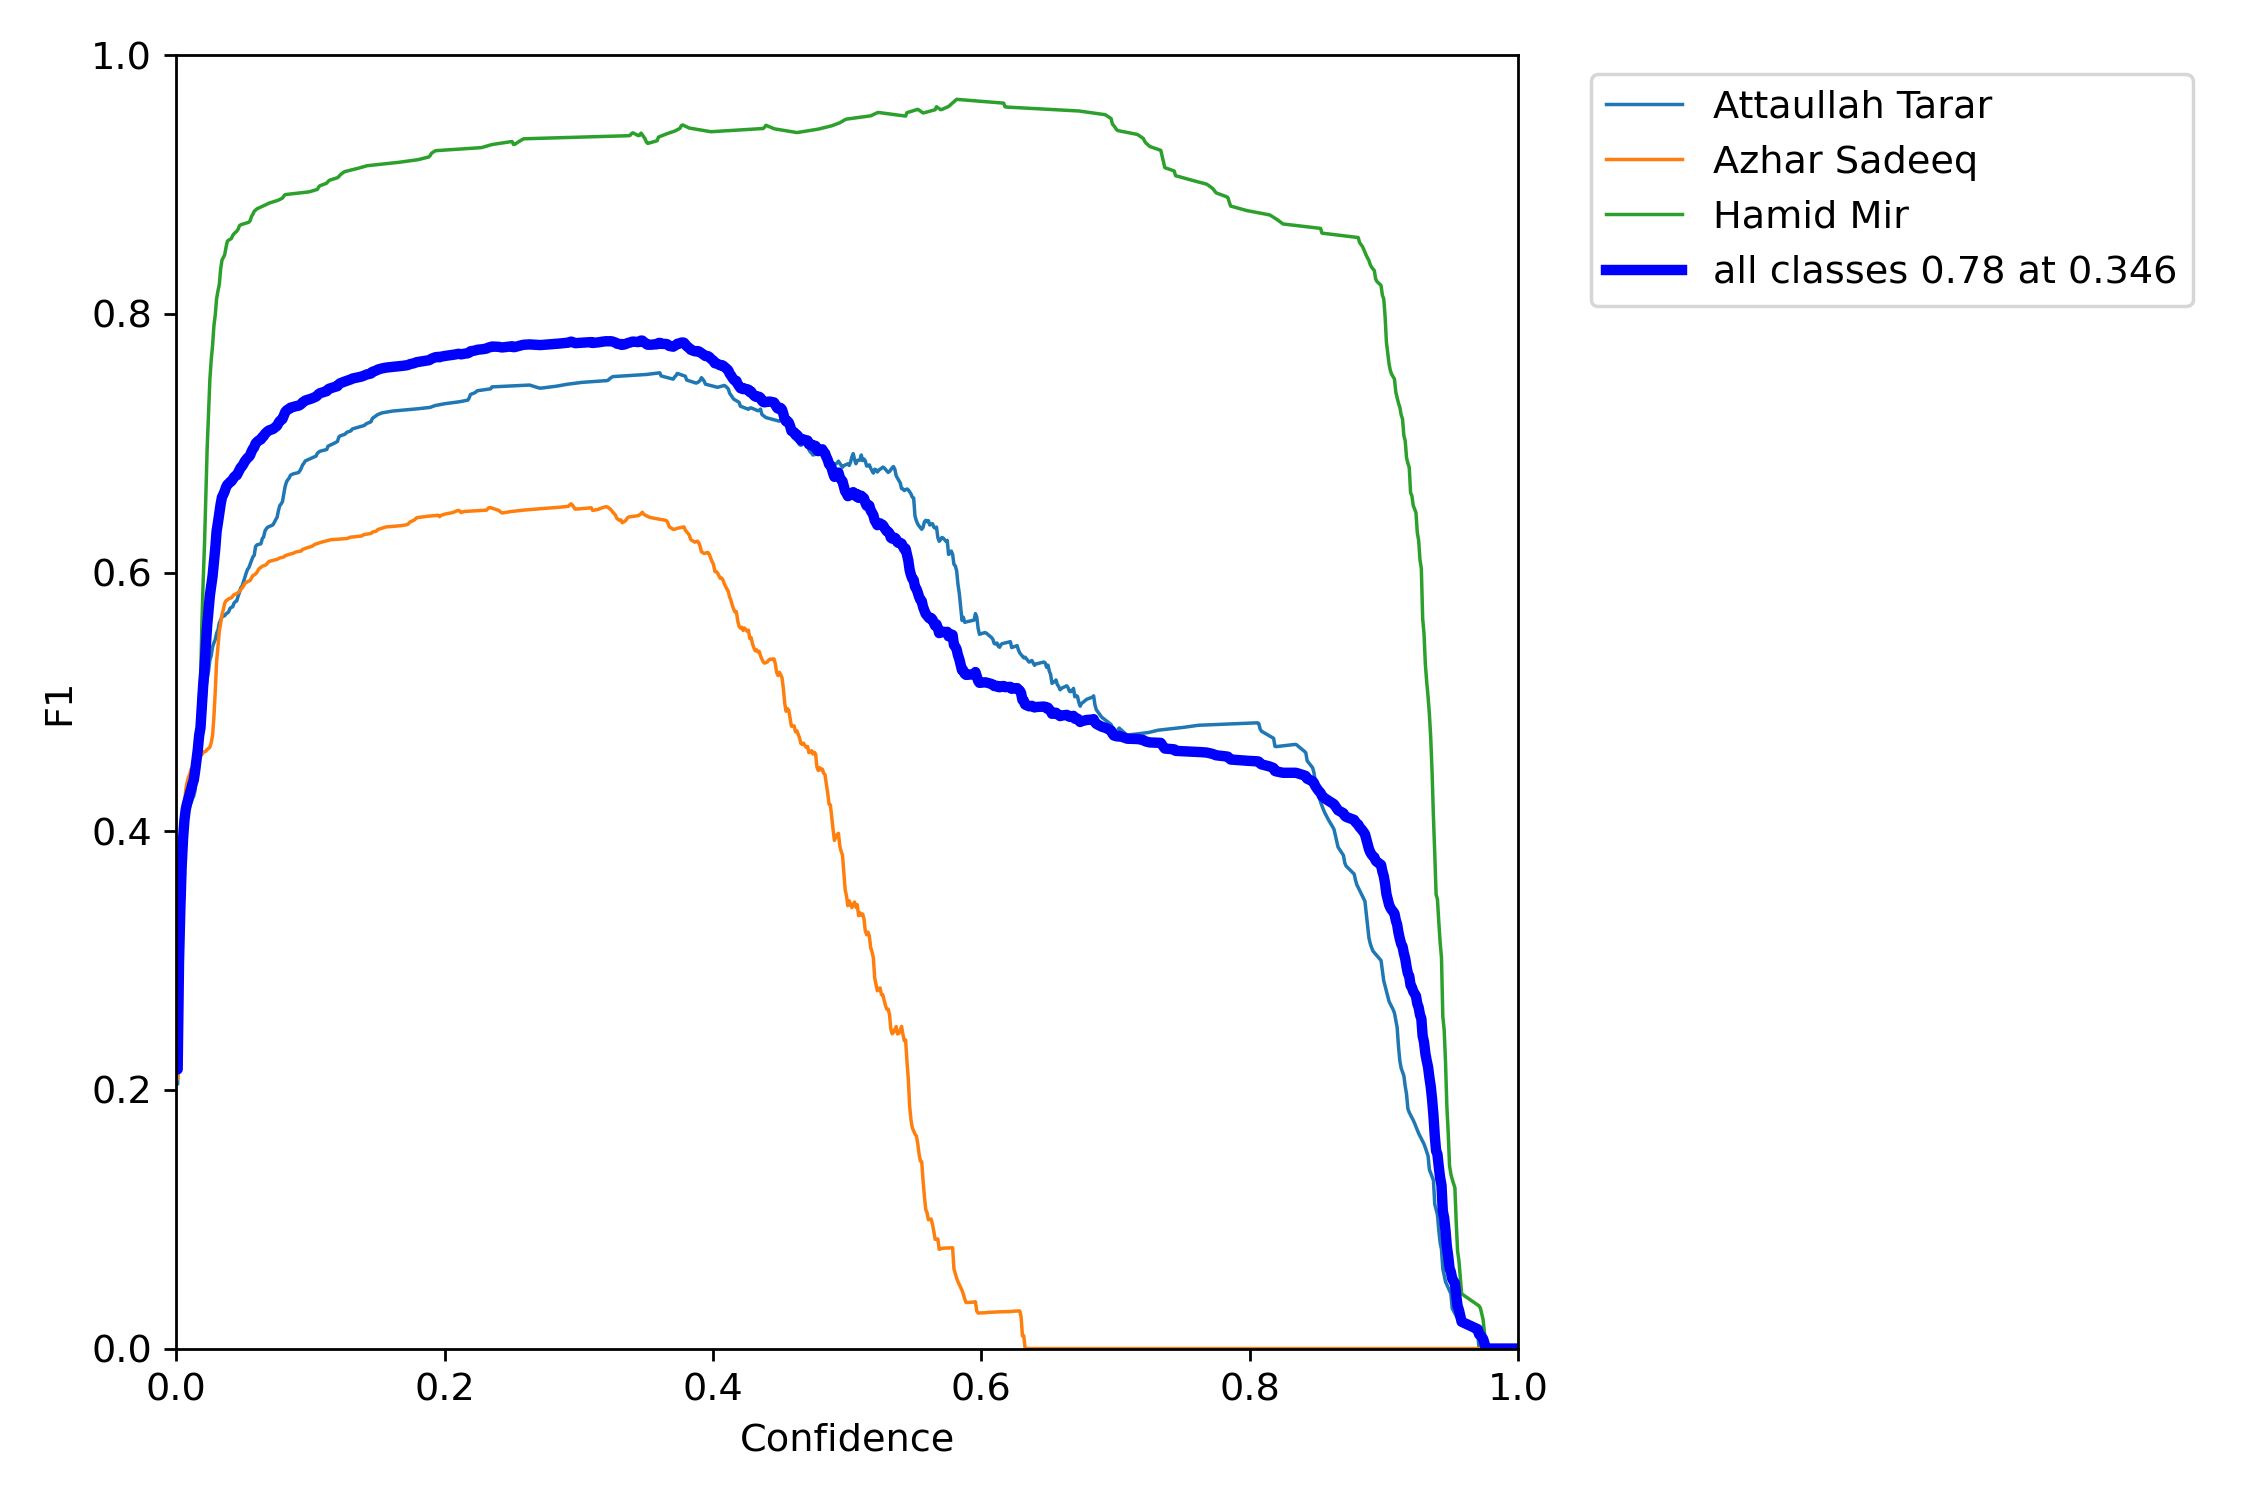 1.0
0.8
0.6
0.4
0.2
0.0
F1
0.0 0.2 0.4 0.6 0.8 1.0
Confidence
Attaullah Tarar
Azhar Sadeeq
Hamid Mir
all classes 0.78 at 0.346